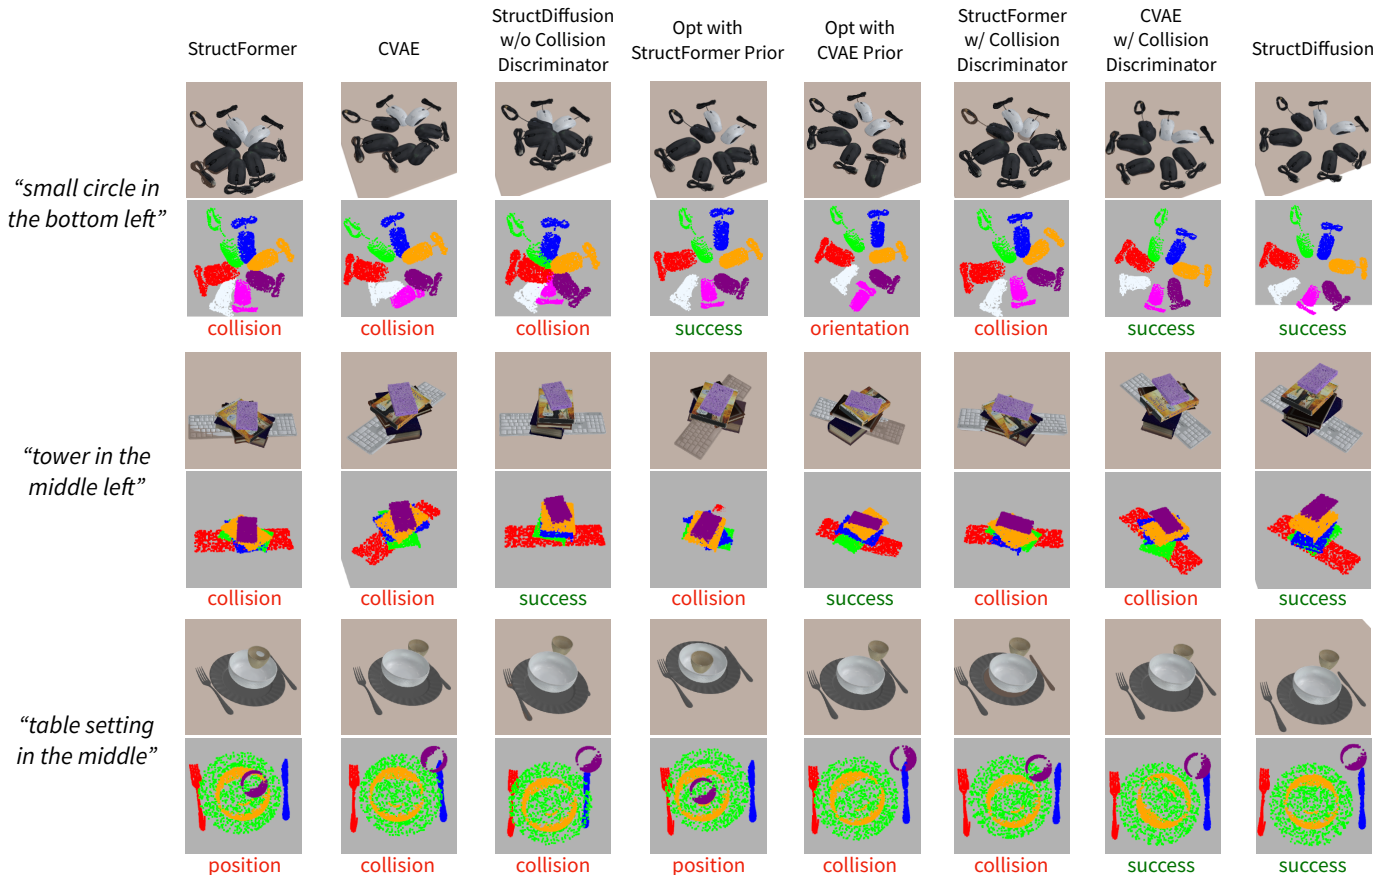 StructFormer
CVAE
StructDiffusion
w/o Collision
Discriminator
Opt with
StructFormer Prior
Opt with
CVAE Prior
StructFormer
w/ Collision
Discriminator
CVAE
w/ Collision
Discriminator
StructDiffusion
“small circle in
the bottom left”
collision
collision
collision
success
orientation
collision
success
success
“tower in the
middle left”
collision
collision
success
collision
success
collision
collision
success
“table setting
in the middle”
position
collision
collision
position
collision
collision
success
success